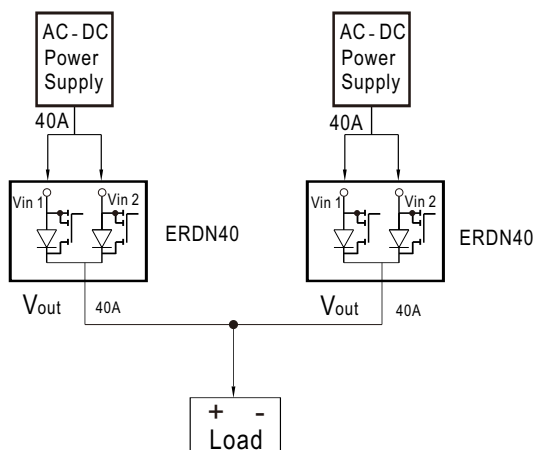 AC - DC
Power
Supply
40A
Vin 1
Vin 2
ERDN40
Vout
40A
AC - DC
Power
Supply
40A
Vin 1
Vin 2
ERDN40
Vout
40A
+ -
Load